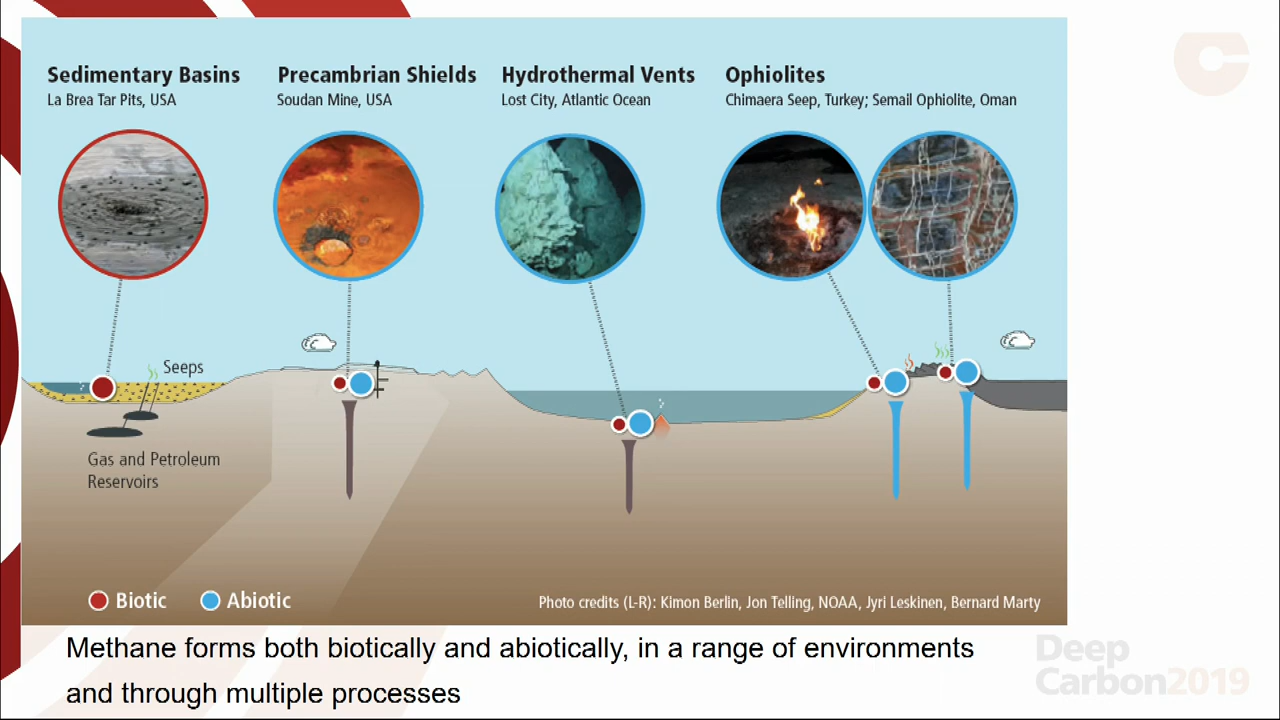 Sedimentary Basins
La Brea Tar Pits, USA
Precambrian Shields
Soudan Mine, USA
Hydrothermal Vents
Lost City, Atlantic Ocean
Ophiolites
Chimaera Seep, Turkey; Semail Ophiolite, Oman
Seeps
Gas and Petroleum
Reservoirs
Biotic
Abiotic
Photo credits (L-R): Kimon Berlin, Jon Telling, NOAA, Jyri Leskinen, Bernard Marty
Methane forms both biotically and abiotically, in a range of environments
and through multiple processes
Deep
Carbon2019